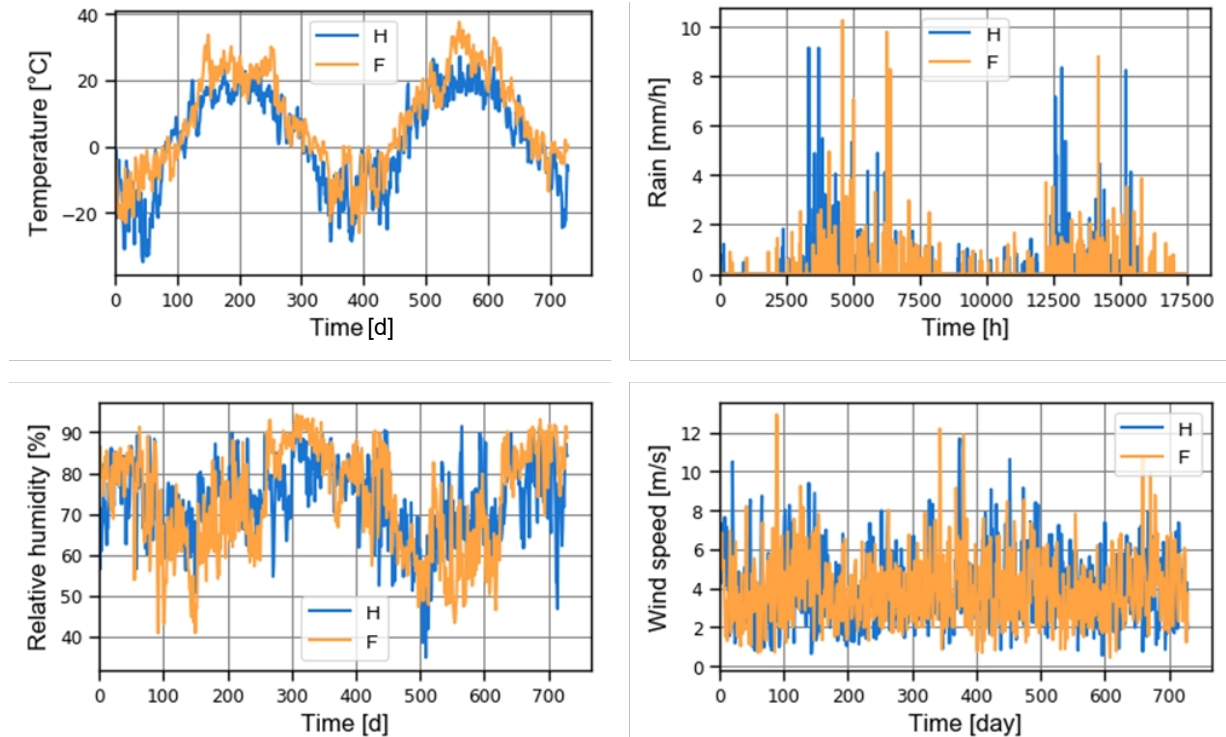 Temperature [°C]
40
20
0
−20
0 100 200 300 400 500 600 700
Time [d]
H
F
Rain [mm/h]
10
8
6
4
2
0
0 2500 5000 7500 10000 12500 15000 17500
Time [h]
H
F
Relative humidity [%]
90
80
70
60
50
40
0 100 200 300 400 500 600 700
Time [d]
H
F
Wind speed [m/s]
12
10
8
6
4
2
0
0 100 200 300 400 500 600 700
Time [day]
H
F